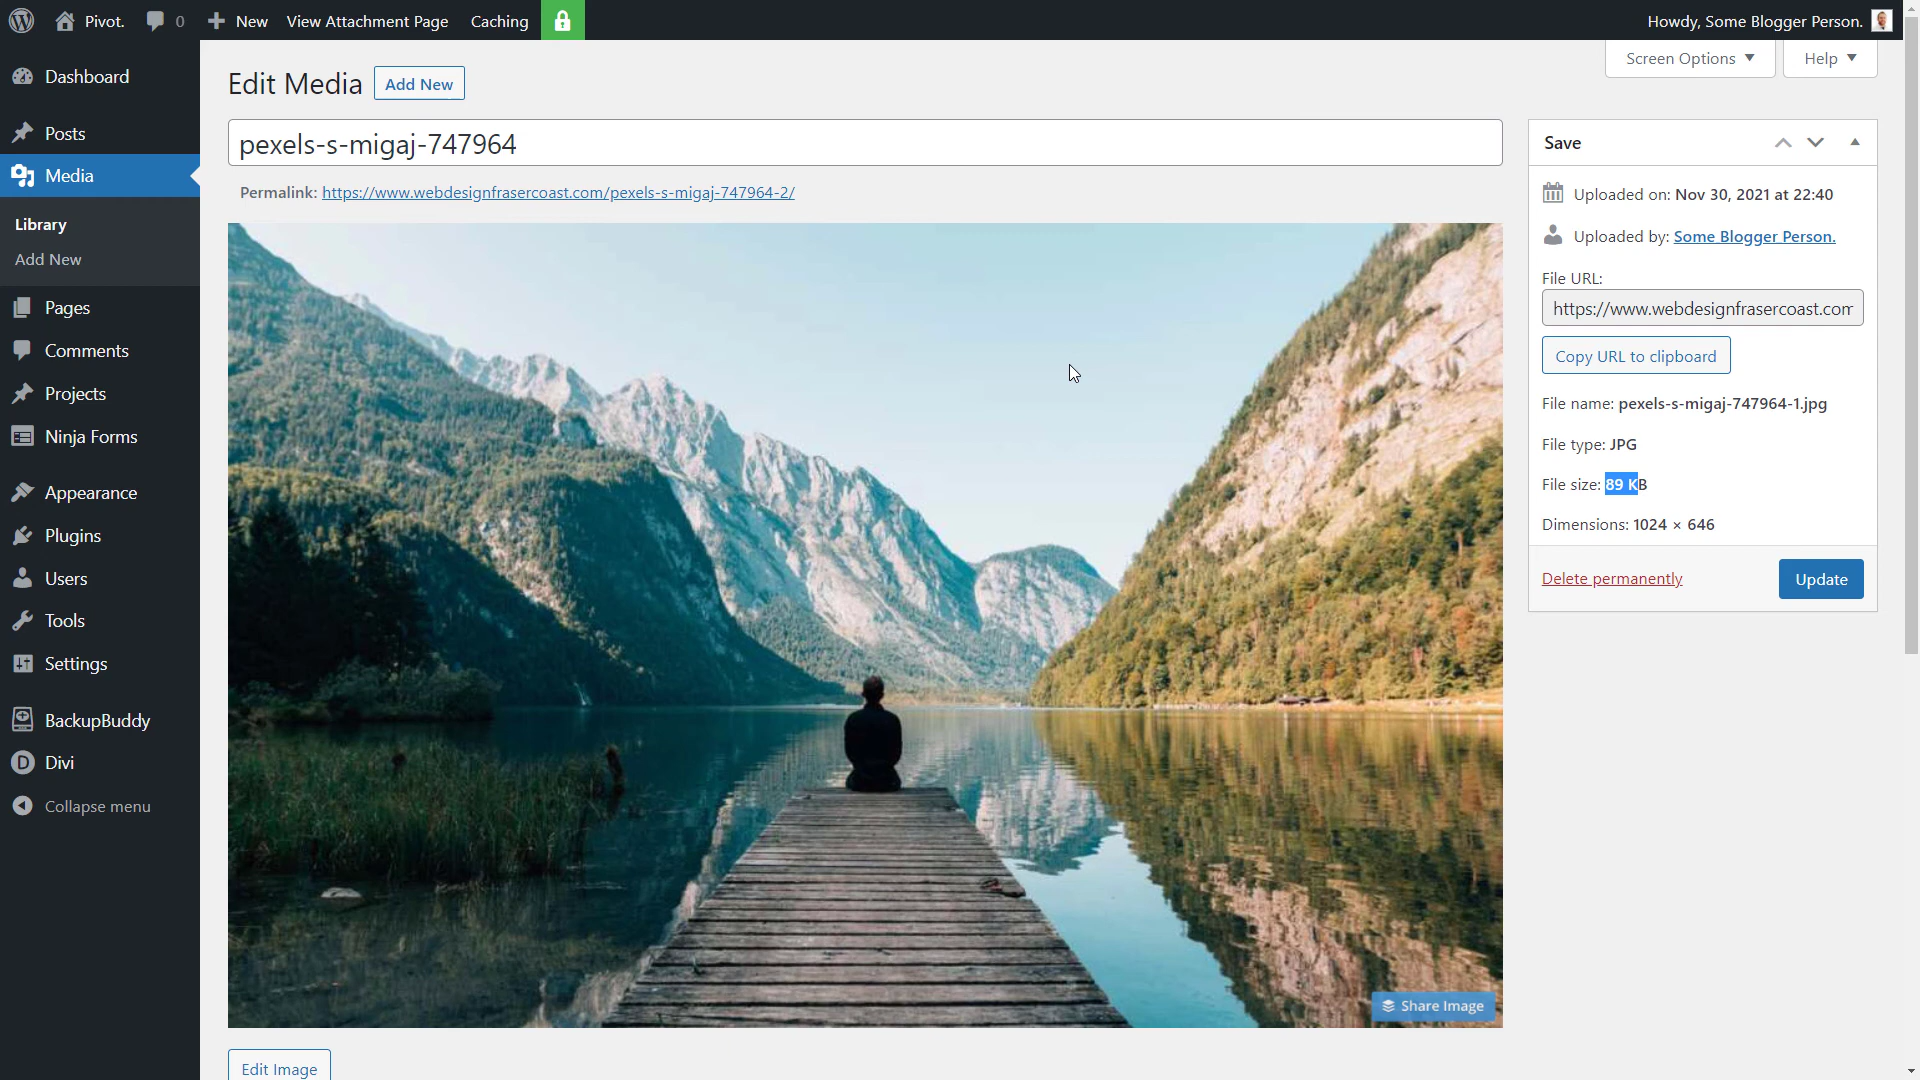 Pivot.
0
New
View Attachment Page
Caching
Howdy, Some Blogger Person.
Dashboard
Posts
Media
Library
Add New
Pages
Comments
Projects
Ninja Forms
Appearance
Plugins
Users
Tools
Settings
BackupBuddy
Divi
Collapse menu
Screen Options
Help
Edit Media
Add New
pexels-s-migaj-747964
Permalink: https://www.webdesignfrasercoast.com/pexels-s-migaj-747964-2/
Share Image
Edit Image
Save
Uploaded on: Nov 30, 2021 at 22:40
Uploaded by: Some Blogger Person.
File URL:
https://www.webdesignfrasercoast.com
Copy URL to clipboard
File name: pexels-s-migaj-747964-1.jpg
File type: JPG
File size: 89 KB
Dimensions: 1024 × 646
Delete permanently
Update